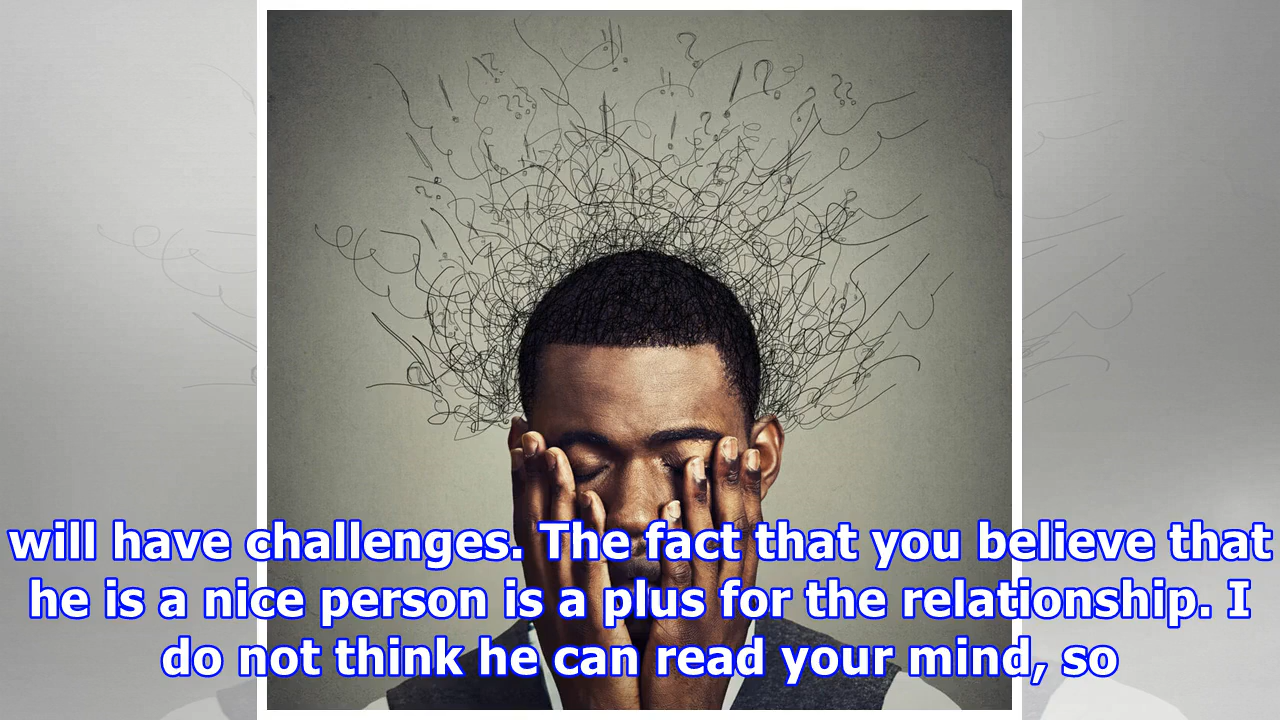 will have challenges. The fact that you believe that
he is a nice person is a plus for the relationship. I
do not think he can read your mind, so